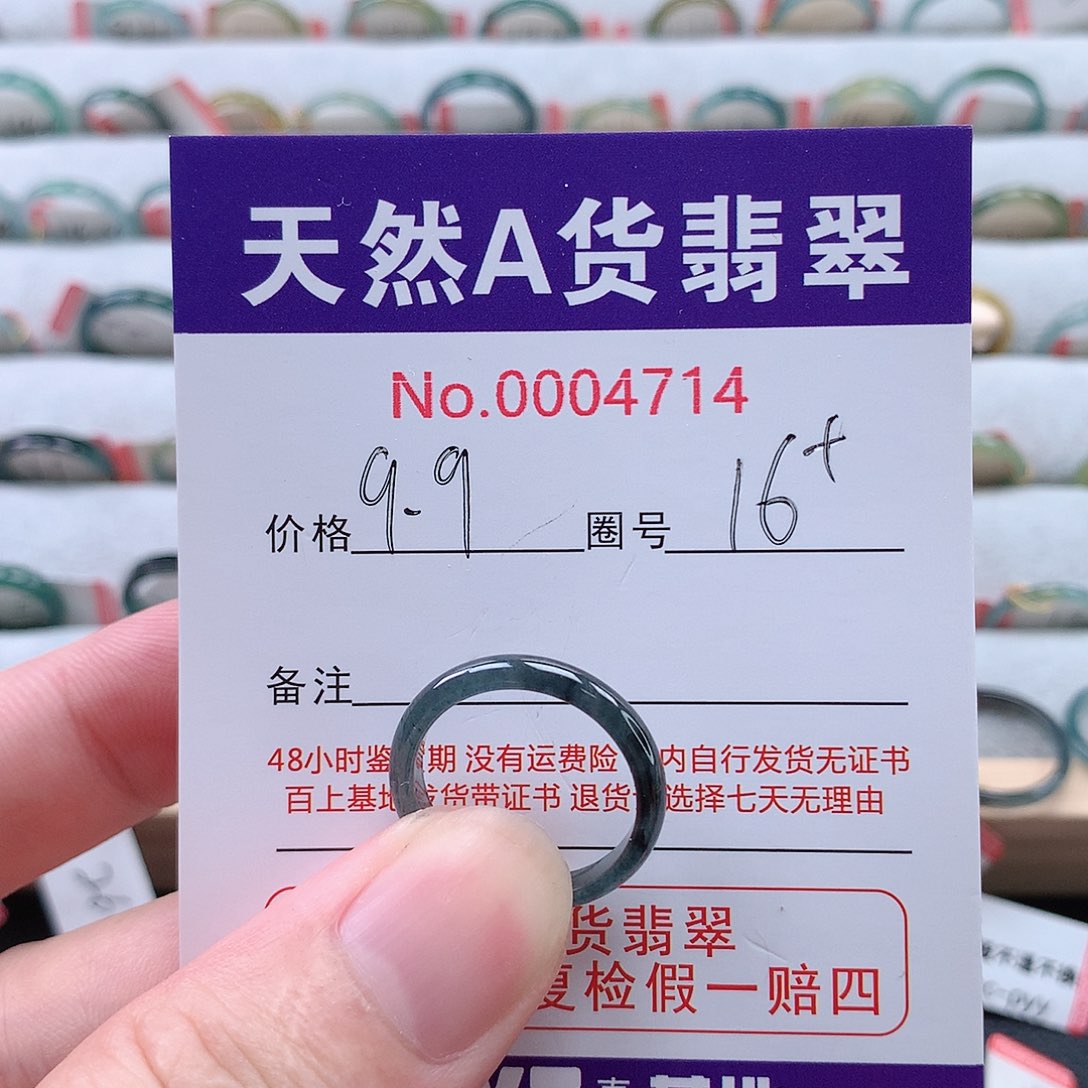 天然A货翡翠
No.0004714
价格 9.9 圈号 16+
备注
48小时鉴 期 没有运费险 内自行发货无证书
百上基地发货带证书 退货 选择七天无理由
货翡翠
复检假一赔四